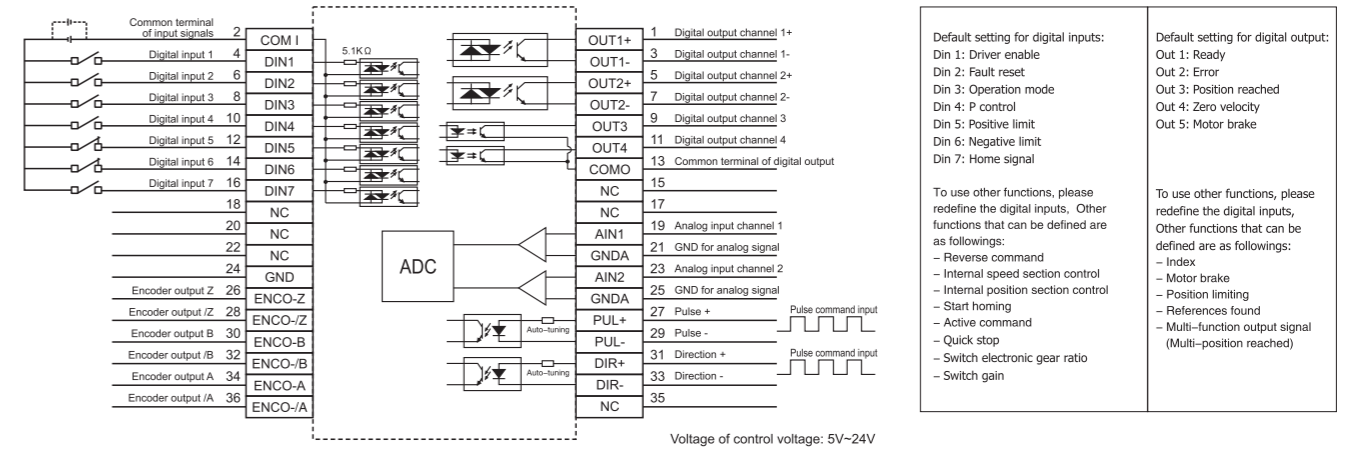 Common terminal
of input signals
2
COM I
Digital input 1
4
DIN1
Digital input 2
6
DIN2
Digital input 3
8
DIN3
Digital input 4
10
DIN4
Digital input 5
12
DIN5
Digital input 6
14
DIN6
Digital input 7
16
DIN7
18
NC
20
NC
22
NC
24
GND
Encoder output Z
26
ENCO-Z
Encoder output /Z
28
ENCO-/Z
Encoder output B
30
ENCO-B
Encoder output /B
32
ENCO-/B
Encoder output A
34
ENCO-A
Encoder output /A
36
ENCO-/A
5.1KΩ
ADC
Auto-tuning
Auto-tuning
OUT1+
1
Digital output channel 1+
OUT1-
3
Digital output channel 1-
OUT2+
5
Digital output channel 2+
OUT2-
7
Digital output channel 2-
OUT3
9
Digital output channel 3
OUT4
11
Digital output channel 4
COMO
13
Common terminal of digital output
NC
15
NC
17
AIN1
19
Analog input channel 1
GNDA
21
GND for analog signal
AIN2
23
Analog input channel 2
GNDA
25
GND for analog signal
PUL+
27
Pulse +
Pulse command input
PUL-
29
Pulse -
DIR+
31
Direction +
Pulse command input
DIR-
33
Direction -
NC
35
Voltage of control voltage: 5V~24V
Default setting for digital inputs:
Din 1: Driver enable
Din 2: Fault reset
Din 3: Operation mode
Din 4: P control
Din 5: Positive limit
Din 6: Negative limit
Din 7: Home signal
To use other functions, please
redefine the digital inputs, Other
functions that can be defined are
as followings:
– Reverse command
– Internal speed section control
– Internal position section control
– Start homing
– Active command
– Quick stop
– Switch electronic gear ratio
– Switch gain
Default setting for digital output:
Out 1: Ready
Out 2: Error
Out 3: Position reached
Out 4: Zero velocity
Out 5: Motor brake
To use other functions, please
redefine the digital inputs,
Other functions that can be
defined are as followings:
– Index
– Motor brake
– Position limiting
– References found
– Multi–function output signal
(Multi–position reached)